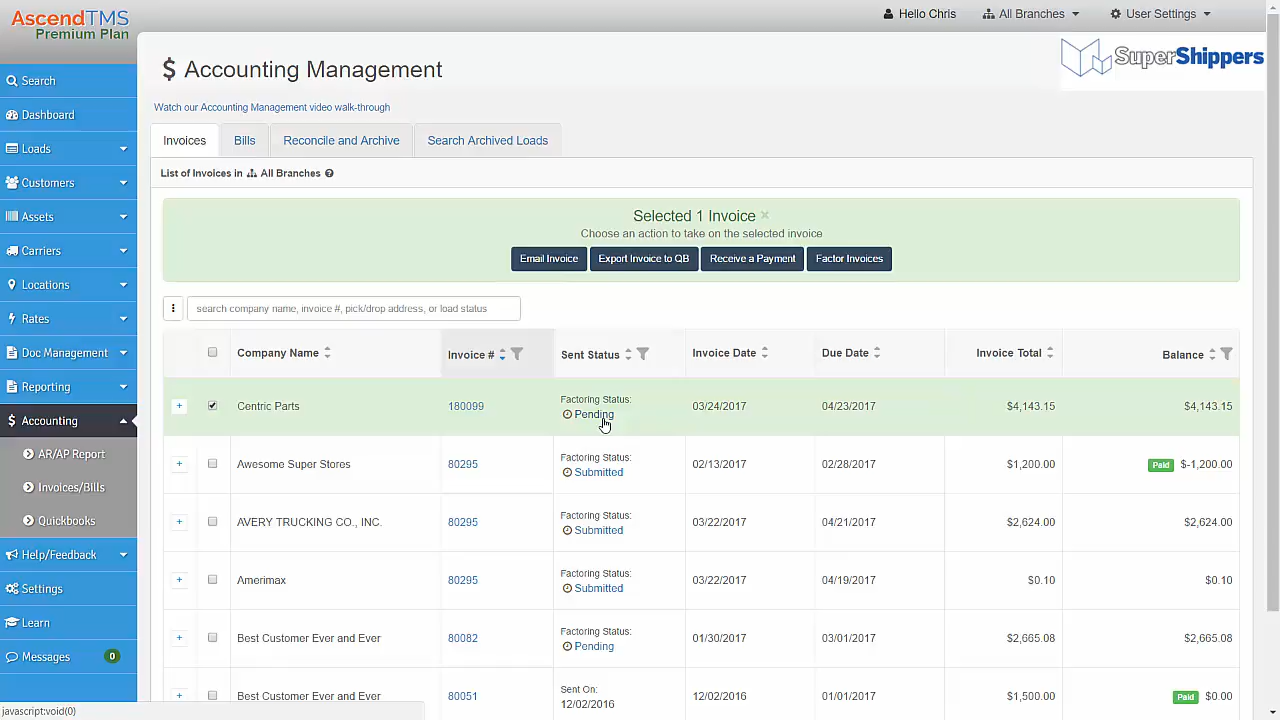 AscendTMS
Premium Plan
Hello Chris
All Branches
User Settings
Search
Dashboard
Loads
Customers
Assets
Carriers
Locations
Rates
Doc Management
Reporting
Accounting
AR/AP Report
Invoices/Bills
Quickbooks
Help/Feedback
Settings
Learn
Messages 0
javascript:void(0)
$ Accounting Management
SuperShippers
Watch our Accounting Management video walk-through
Invoices Bills Reconcile and Archive Search Archived Loads
List of Invoices in All Branches
Selected 1 Invoice ×
Choose an action to take on the selected invoice
Email Invoice Export Invoice to QB Receive a Payment Factor Invoices
search company name, invoice #, pick/drop address, or load status
Company Name Invoice # Sent Status Invoice Date Due Date Invoice Total Balance
Factoring Status:
+ Centric Parts 180099 Pending 03/24/2017 04/23/2017 $4,143.15 $4,143.15
Factoring Status:
+ Awesome Super Stores 80295 Submitted 02/13/2017 02/28/2017 $1,200.00 Paid $-1,200.00
Factoring Status:
+ AVERY TRUCKING CO., INC. 80295 Submitted 03/22/2017 04/21/2017 $2,624.00 $2,624.00
Factoring Status:
+ Amerimax 80295 Submitted 03/22/2017 04/19/2017 $0.10 $0.10
Factoring Status:
+ Best Customer Ever and Ever 80082 Pending 01/30/2017 03/01/2017 $2,665.08 $2,665.08
Sent On:
+ Best Customer Ever and Ever 80051 12/02/2016 12/02/2016 01/01/2017 $1,500.00 Paid $0.00